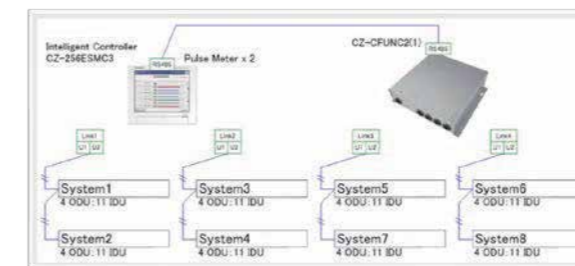 Intelligent Controller
CZ-256ESMC3
RS485
Pulse Meter x 2
CZ-CFUNC2(1)
RS485
Link1
U1 U2
Link2
U1 U2
Link3
U1 U2
Link4
U1 U2
System1
4 ODU:11 IDU
System3
4 ODU:11 IDU
System5
4 ODU:11 IDU
System6
4 ODU:11 IDU
System2
4 ODU:11 IDU
System4
4 ODU:11 IDU
System7
4 ODU:11 IDU
System8
4 ODU:11 IDU